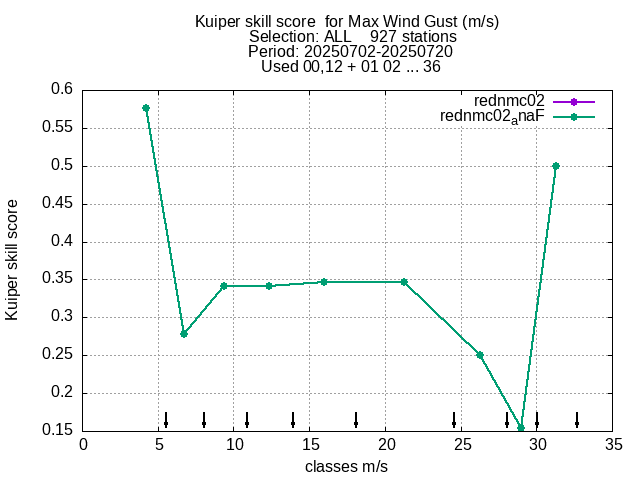 Kuiper skill score  for Max Wind Gust (m/s)
Selection: ALL    927 stations
Period: 20250702-20250720
Used 00,12 + 01 02 ... 36
rednmc02
rednmc02anaF
0.6
0.55
0.5
0.45
0.4
0.35
0.3
0.25
0.2
0.15
Kuiper skill score
0 5 10 15 20 25 30 35
classes m/s